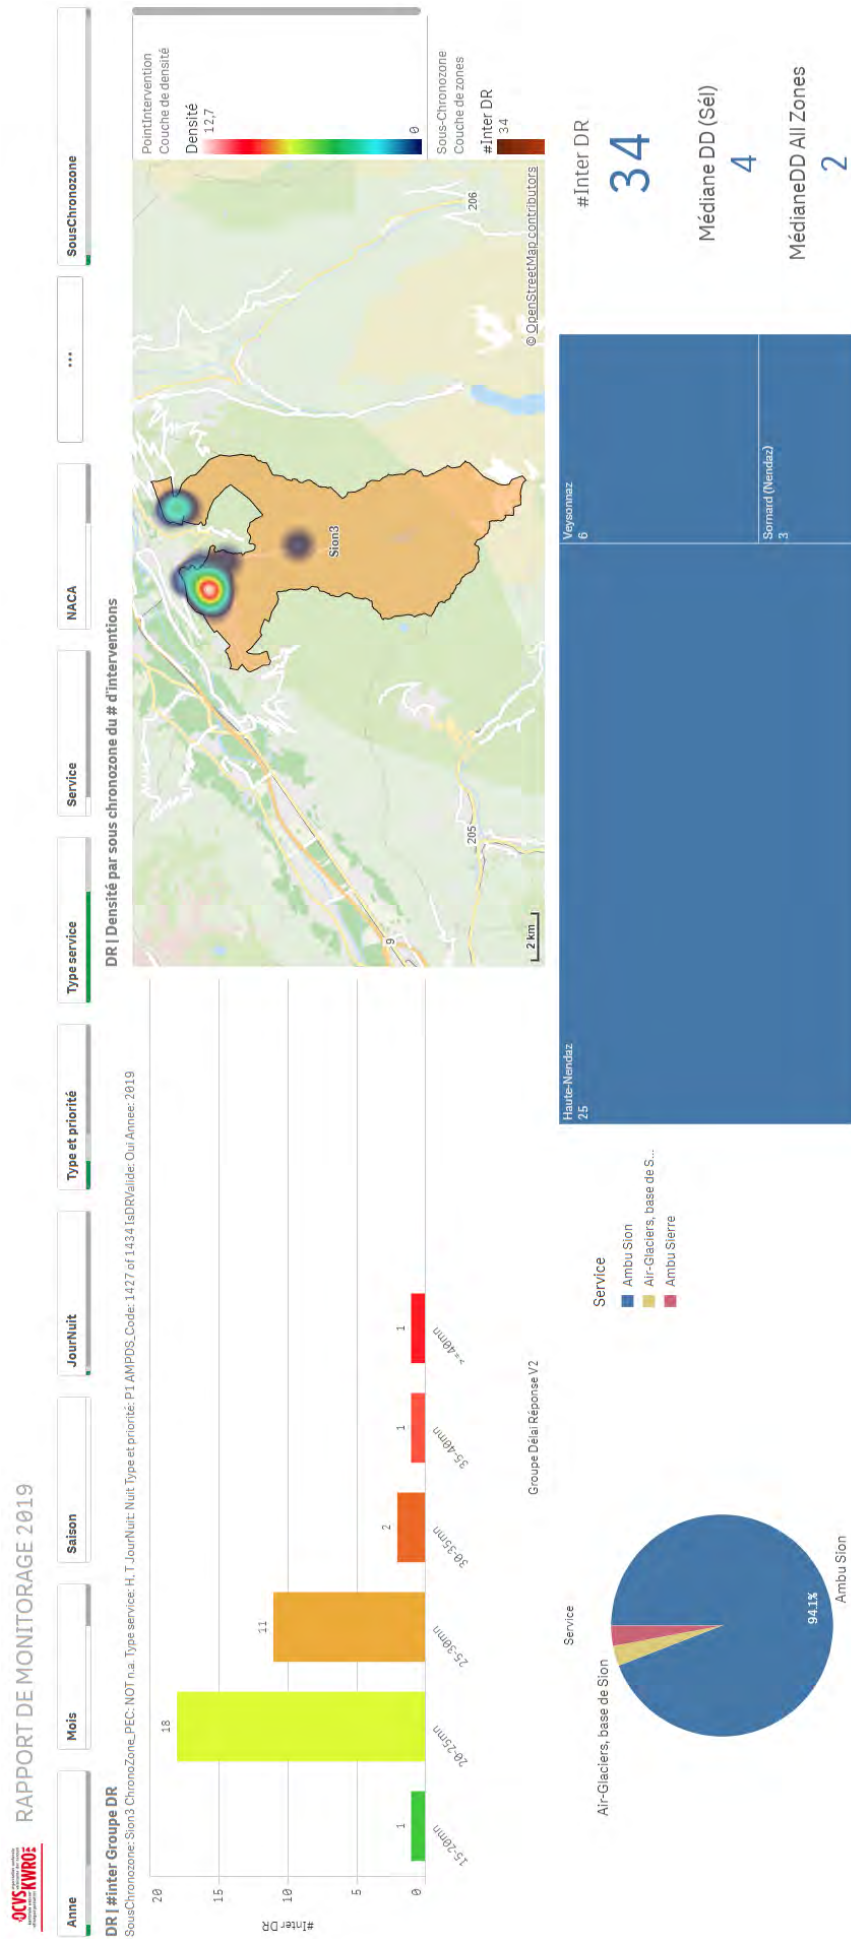 OCVS
KWRO
RAPPORT DE MONITORAGE 2019
Anne
Mois
Saison
JourNuit
Type et priorité
Type service
Service
NACA
...
SousChronozone
DR | #inter Groupe DR
SousChronozone: Sion3 ChronoZone_PEC: NOT n.a. Type service: H, T JourNuit: Nuit Type et priorité: P1 AMPDS_Code: 1427 of 1434 IsDRValide: Oui Annee: 2019
#Inter DR
20
15
10
5
0
1
18
11
2
1
1
15-20mn
20-25mn
25-30mn
30-35mn
35-40mn
>=40mn
Groupe Délai Réponse V2
DR | Densité par sous chronozone du # d'interventions
Sion3
9
205
206
2 km
© OpenStreetMap contributors
PointIntervention
Couche de densité
Densité
12,7
0
Sous-Chronozone
Couche de zones
#Inter DR
34
Service
Air-Glaciers, base de Sion
94.1%
Ambu Sion
Service
Ambu Sion
Air-Glaciers, base de S...
Ambu Sierre
Haute-Nendaz
25
Veysonnaz
6
Sornard (Nendaz)
3
#Inter DR
34
Médiane DD (Sél)
4
MédianeDD All Zones
2